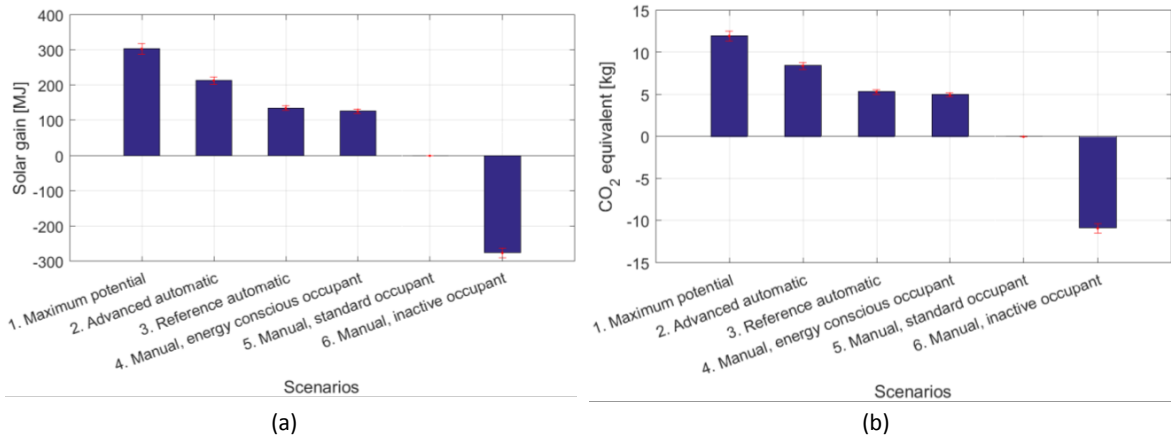 400
300
200
100
0
-100
-200
-300
Solar gain [MJ]
1. Maximum potential
2. Advanced automatic
3. Reference automatic
4. Manual, energy conscious occupant
5. Manual, standard occupant
6. Manual, inactive occupant
Scenarios
(a)
15
10
5
0
-5
-10
-15
CO2 equivalent [kg]
1. Maximum potential
2. Advanced automatic
3. Reference automatic
4. Manual, energy conscious occupant
5. Manual, standard occupant
6. Manual, inactive occupant
Scenarios
(b)